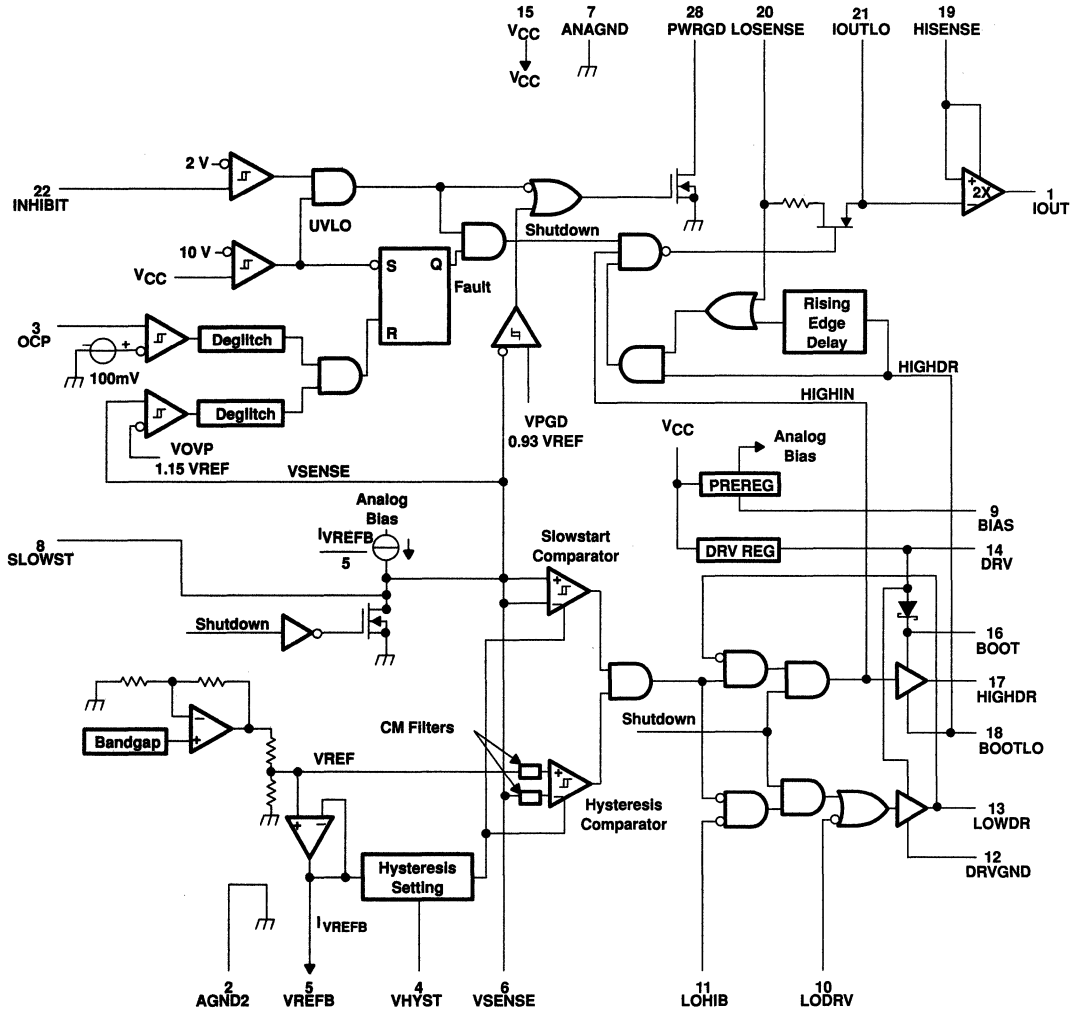 15
VCC
VCC
7
ANAGND
28
PWRGD
20
LOSENSE
21
IOUTLO
19
HISENSE
2 V
22
INHIBIT
UVLO
Shutdown
+
−
2X
1
IOUT
10 V
VCC
S
Q
R
Fault
3
OCP
−
+
100mV
Deglitch
Deglitch
VOVP
1.15 VREF
VPGD
0.93 VREF
Rising
Edge
Delay
HIGHDR
HIGHIN
VSENSE
VCC
Analog
Bias
PREREG
9
BIAS
DRV REG
14
DRV
8
SLOWST
Analog
Bias
IVREFB
5
Slowstart
Comparator
+
−
Shutdown
16
BOOT
17
HIGHDR
18
BOOTLO
Shutdown
Bandgap
−
+
CM Filters
VREF
+
−
Hysteresis
Comparator
+
−
Hysteresis
Setting
IVREFB
13
LOWDR
12
DRVGND
2
AGND2
5
VREFB
4
VHYST
6
VSENSE
11
LOHIB
10
LODRV